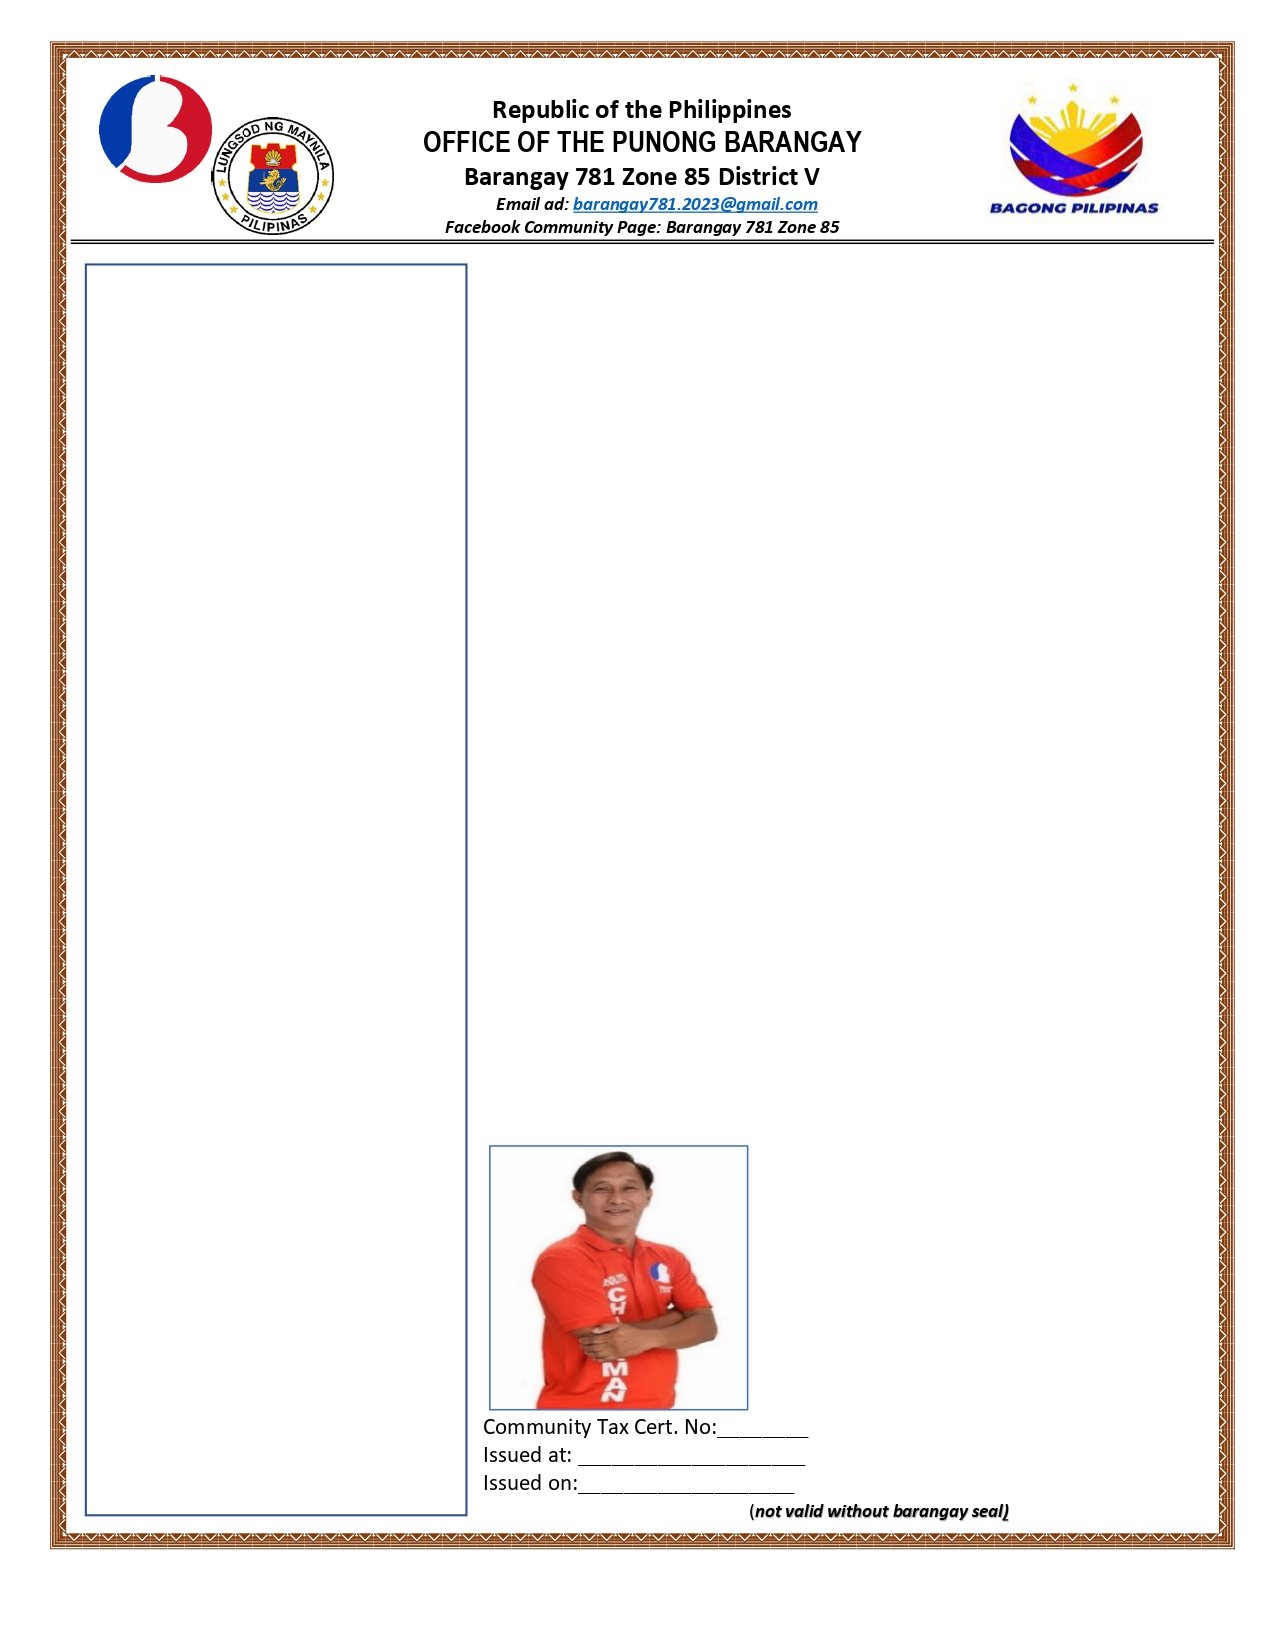 Republic of the Philippines
OFFICE OF THE PUNONG BARANGAY
Barangay 781 Zone 85 District V
Email ad: barangay781.2023@gmail.com
Facebook Community Page: Barangay 781 Zone 85
LUNGSOD NG MAYNILA
PILIPINAS
BAGONG PILIPINAS
CH
MAN
Community Tax Cert. No:________
Issued at: ____________________
Issued on:___________________
(not valid without barangay seal)